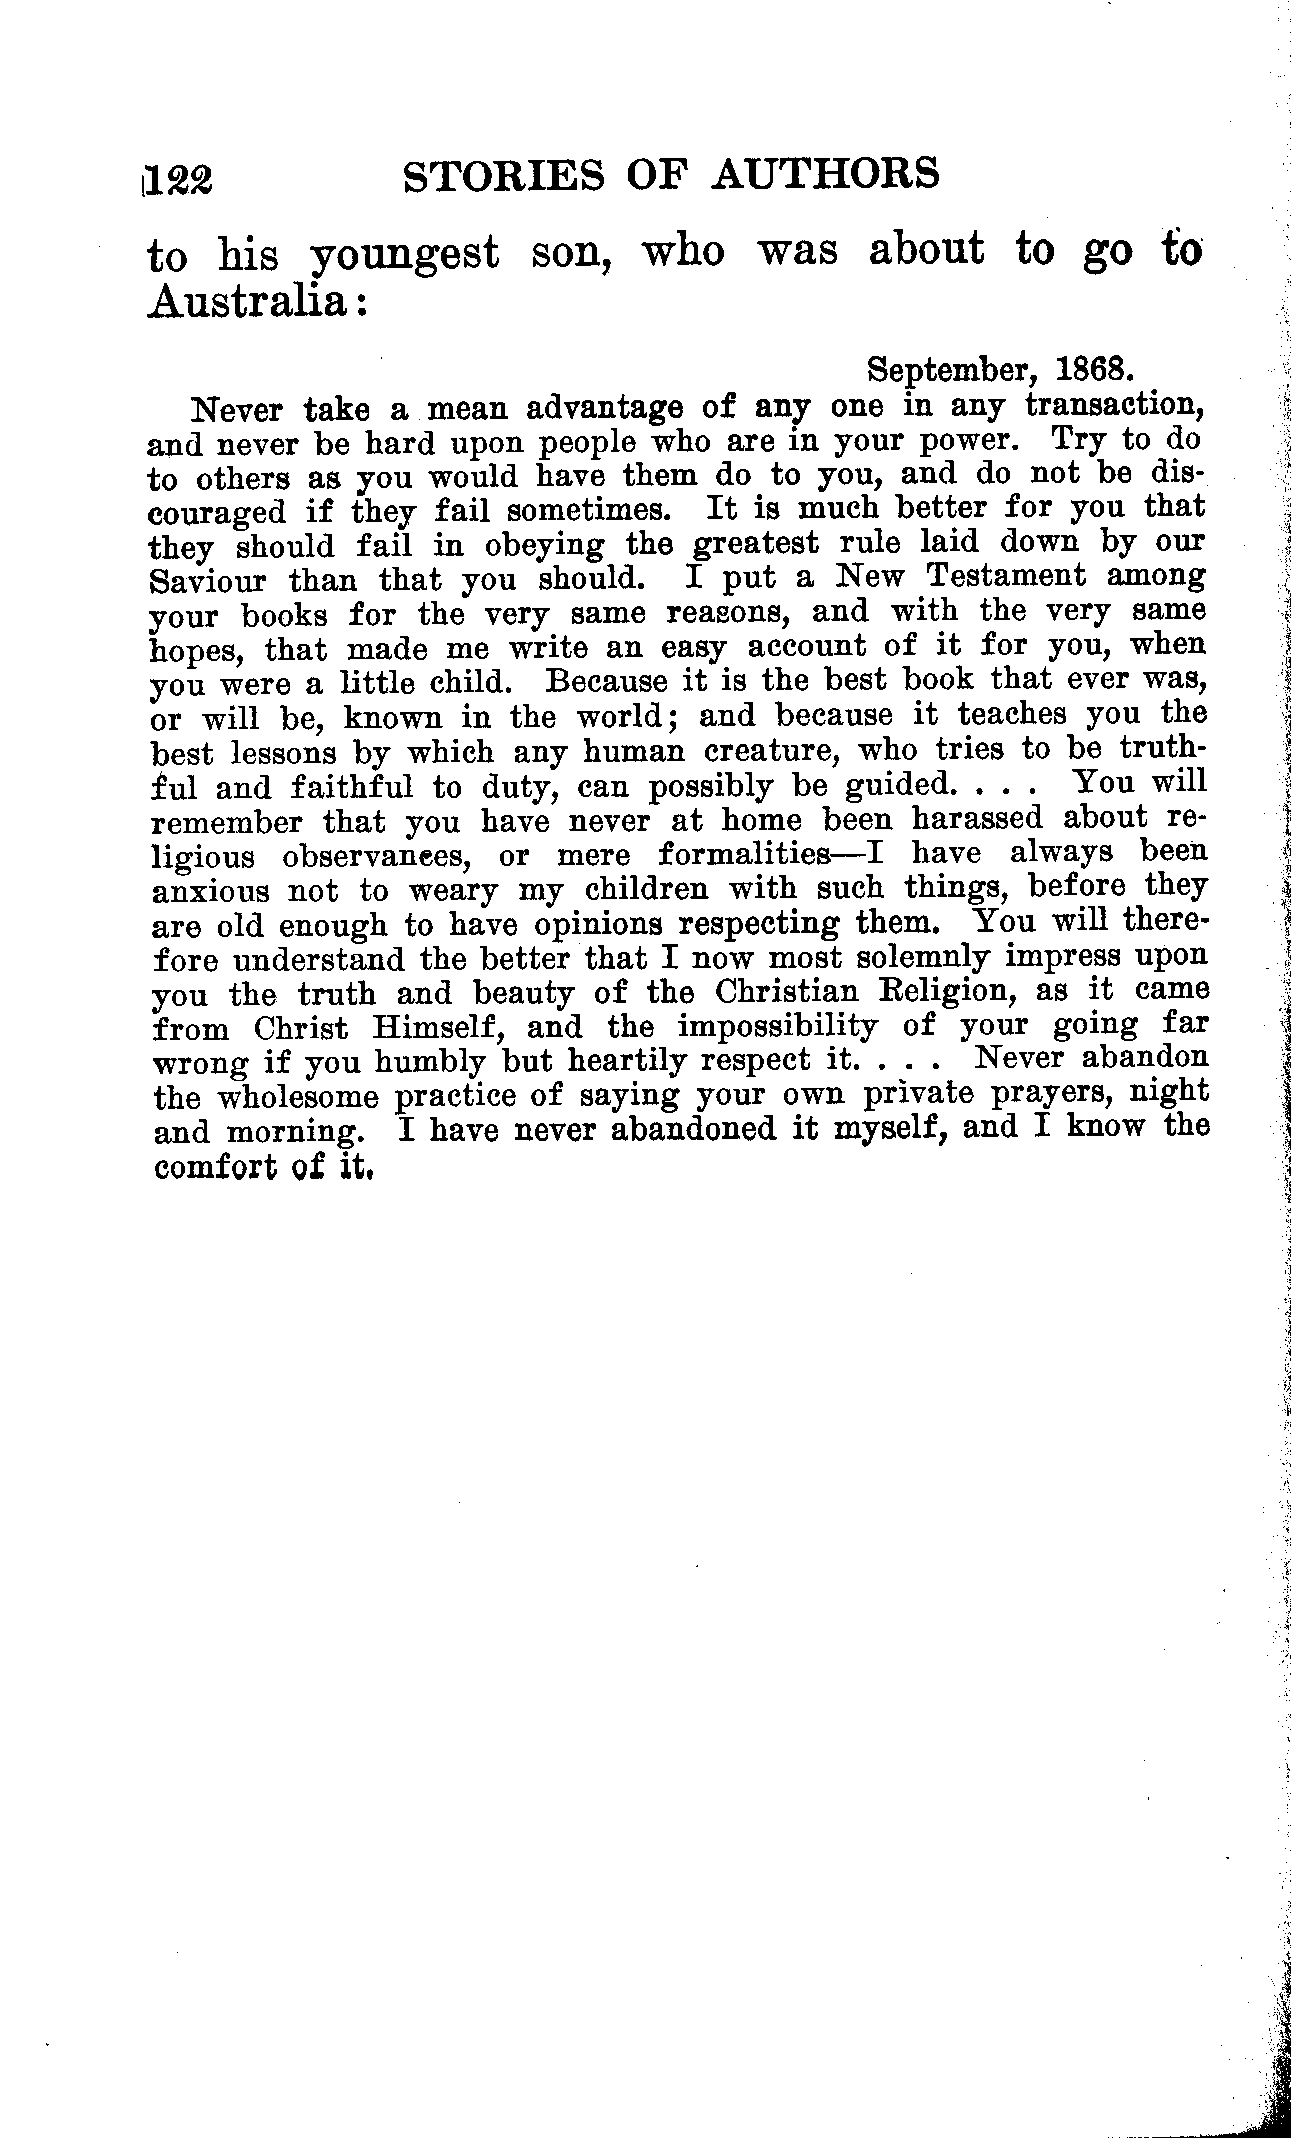 122 STORIES OF AUTHORS
to his youngest son, who was about to go to
Australia:
September, 1868.
Never take a mean advantage of any one in any transaction,
and never be hard upon people who are in your power. Try to do
to others as you would have them do to you, and do not be dis-
couraged if they fail sometimes. It is much better for you that
they should fail in obeying the greatest rule laid down by our
Saviour than that you should. I put a New Testament among
your books for the very same reasons, and with the very same
hopes, that made me write an easy account of it for you, when
you were a little child. Because it is the best book that ever was,
or will be, known in the world; and because it teaches you the
best lessons by which any human creature, who tries to be truth-
ful and faithful to duty, can possibly be guided. . . . You will
remember that you have never at home been harassed about re-
ligious observances, or mere formalities—I have always been
anxious not to weary my children with such things, before they
are old enough to have opinions respecting them. You will there-
fore understand the better that I now most solemnly impress upon
you the truth and beauty of the Christian Religion, as it came
from Christ Himself, and the impossibility of your going far
wrong if you humbly but heartily respect it. . . . Never abandon
the wholesome practice of saying your own private prayers, night
and morning. I have never abandoned it myself, and I know the
comfort of it.